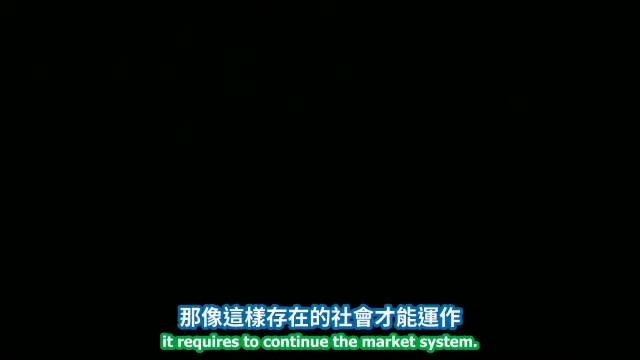 那像這樣存在的社會才能運作
it requires to continue the market system.